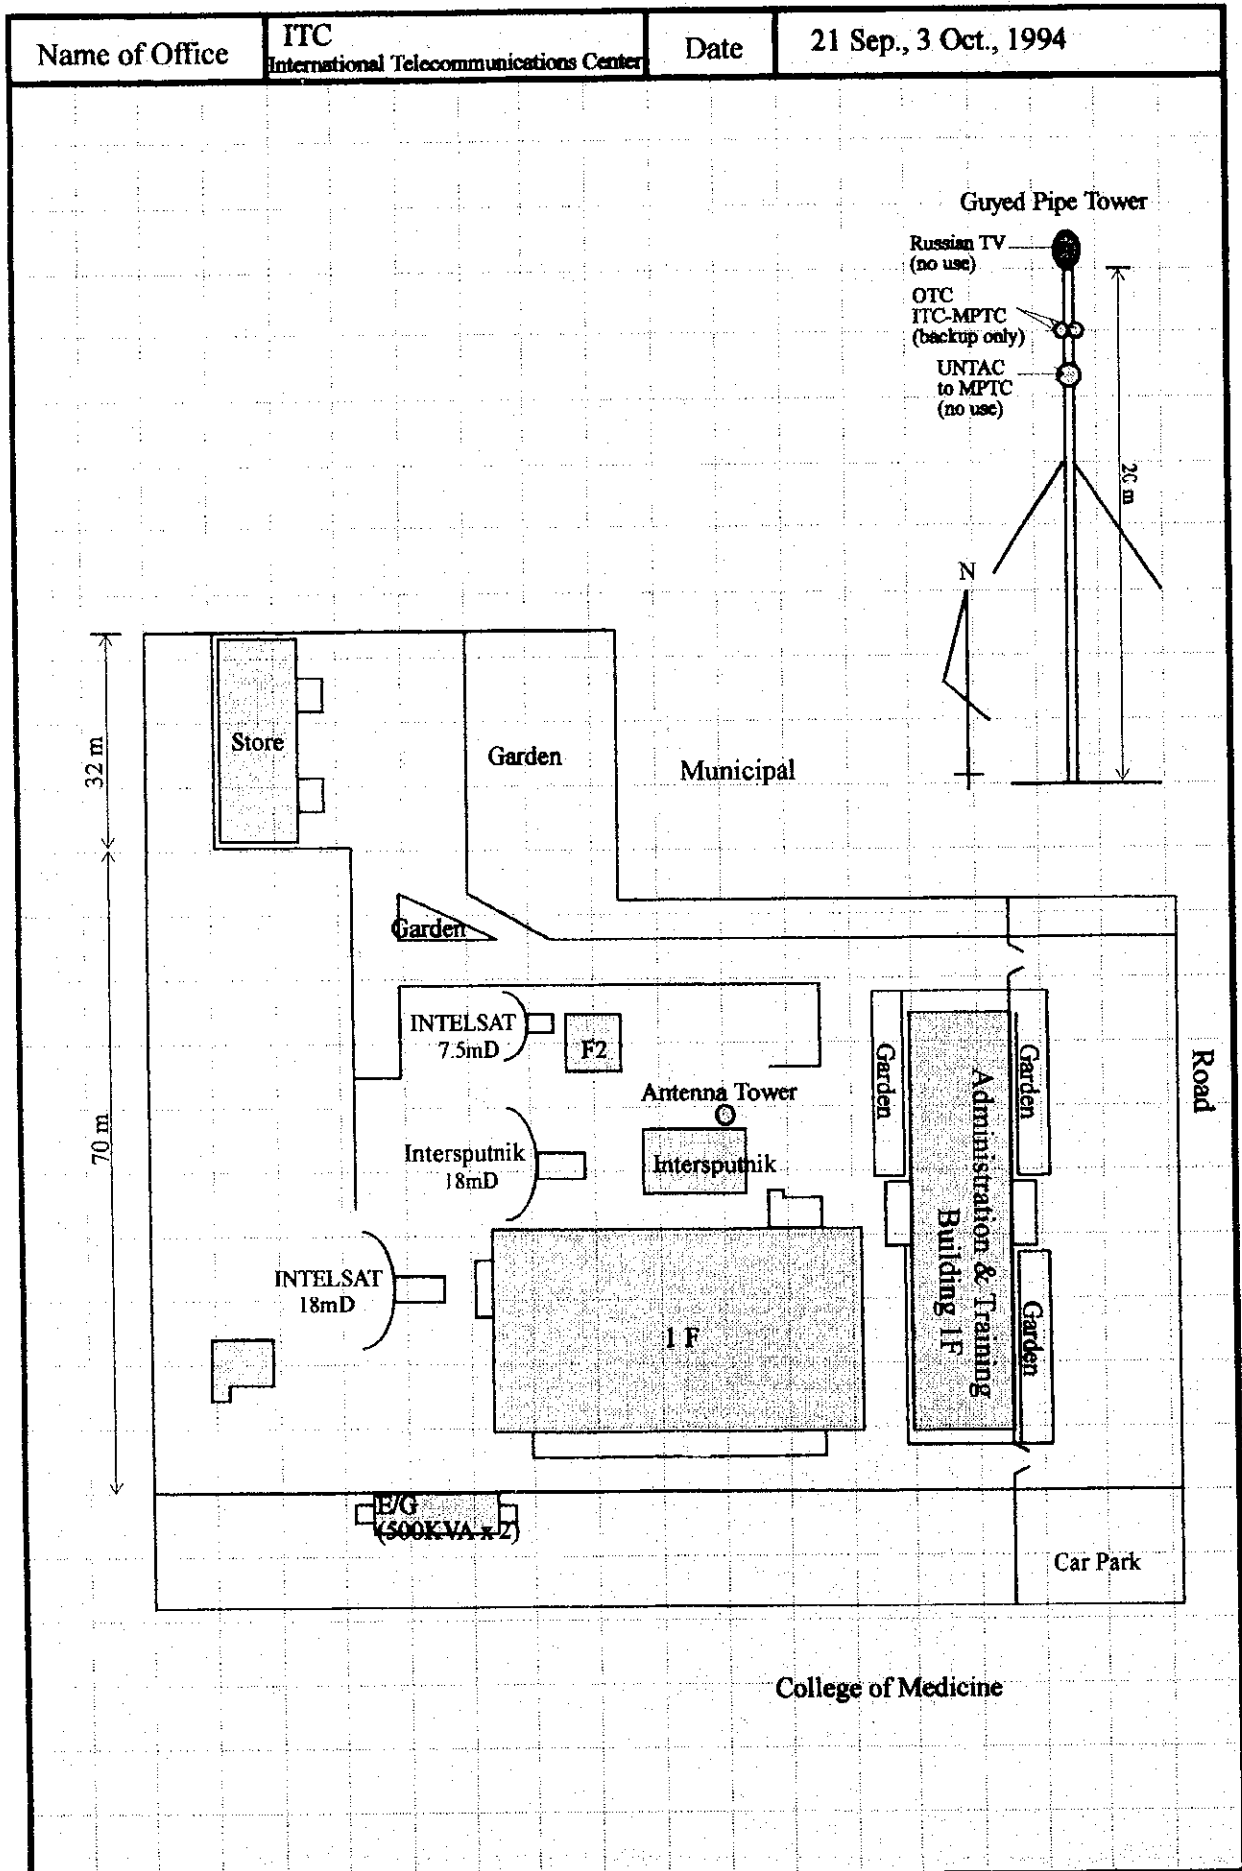 Name of Office
ITC
International Telecommunications Center
Date
21 Sep., 3 Oct., 1994
Guyed Pipe Tower
Russian TV
(no use)
OTC
ITC-MPTC
(backup only)
UNTAC
to MPTC
(no use)
20 m
N
32 m
Store
Garden
Municipal
Garden
INTELSAT
7.5mD
F2
Garden
Administration & Training
Building 1F
Garden
Road
Antenna Tower
70 m
Intersputnik
18mD
Intersputnik
INTELSAT
18mD
1 F
Garden
E/G
(500KVA x 2)
Car Park
College of Medicine